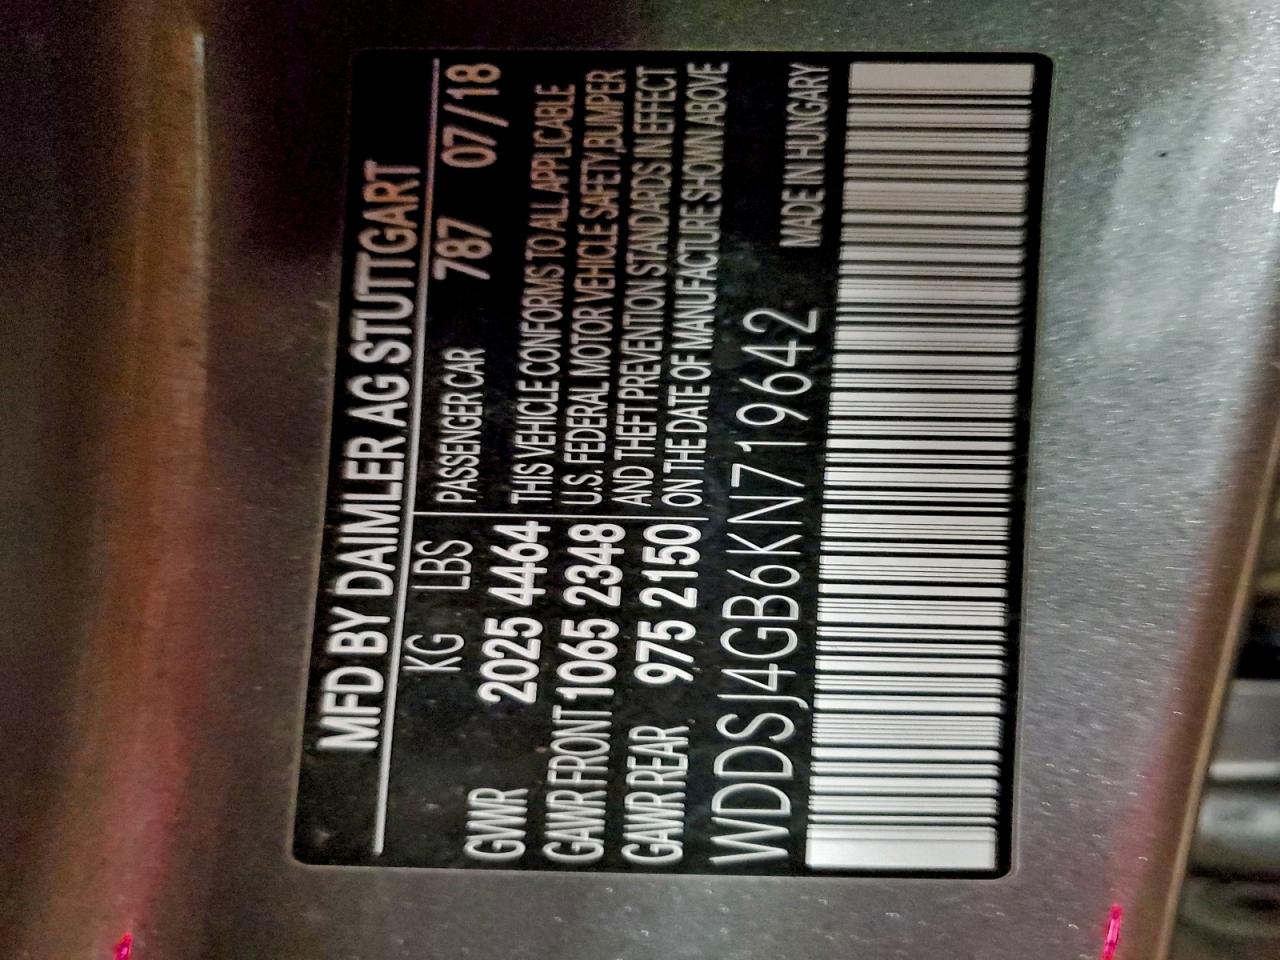 MFD BY DAIMLER AG STUTTGART
KG LBS PASSENGER CAR 787 07/18
GVWR 2025 4464 THIS VEHICLE CONFORMS TO ALL APPLICABLE
GAWR FRONT 1065 2348 U.S. FEDERAL MOTOR VEHICLE SAFETY,BUMPER
GAWR REAR 975 2150 AND THEFT PREVENTION STANDARDS IN EFFECT
ON THE DATE OF MANUFACTURE SHOWN ABOVE
WDDSJ4GB6KN719642 MADE IN HUNGARY